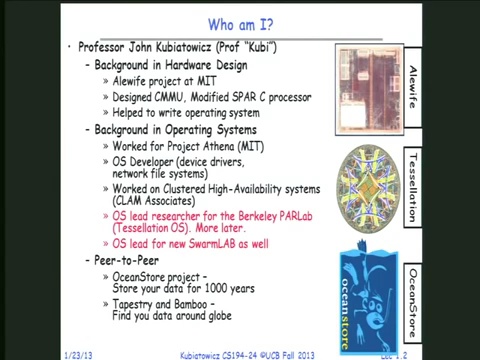 Who am I?
• Professor John Kubiatowicz (Prof "Kubi")
– Background in Hardware Design
» Alewife project at MIT
» Designed CMMU, Modified SPAR C processor
» Helped to write operating system
– Background in Operating Systems
» Worked for Project Athena (MIT)
» OS Developer (device drivers,
network file systems)
» Worked on Clustered High-Availability systems
(CLAM Associates)
» OS lead researcher for the Berkeley PARLab
(Tessellation OS). More later.
» OS lead for new SwarmLAB as well
– Peer-to-Peer
» OceanStore project –
Store your data for 1000 years
» Tapestry and Bamboo –
Find you data around globe
Alewife
Tessellation
OceanStore
oceanstore
1/23/13
Kubiatowicz CS194-24 ©UCB Fall 2013
Lec 1.2